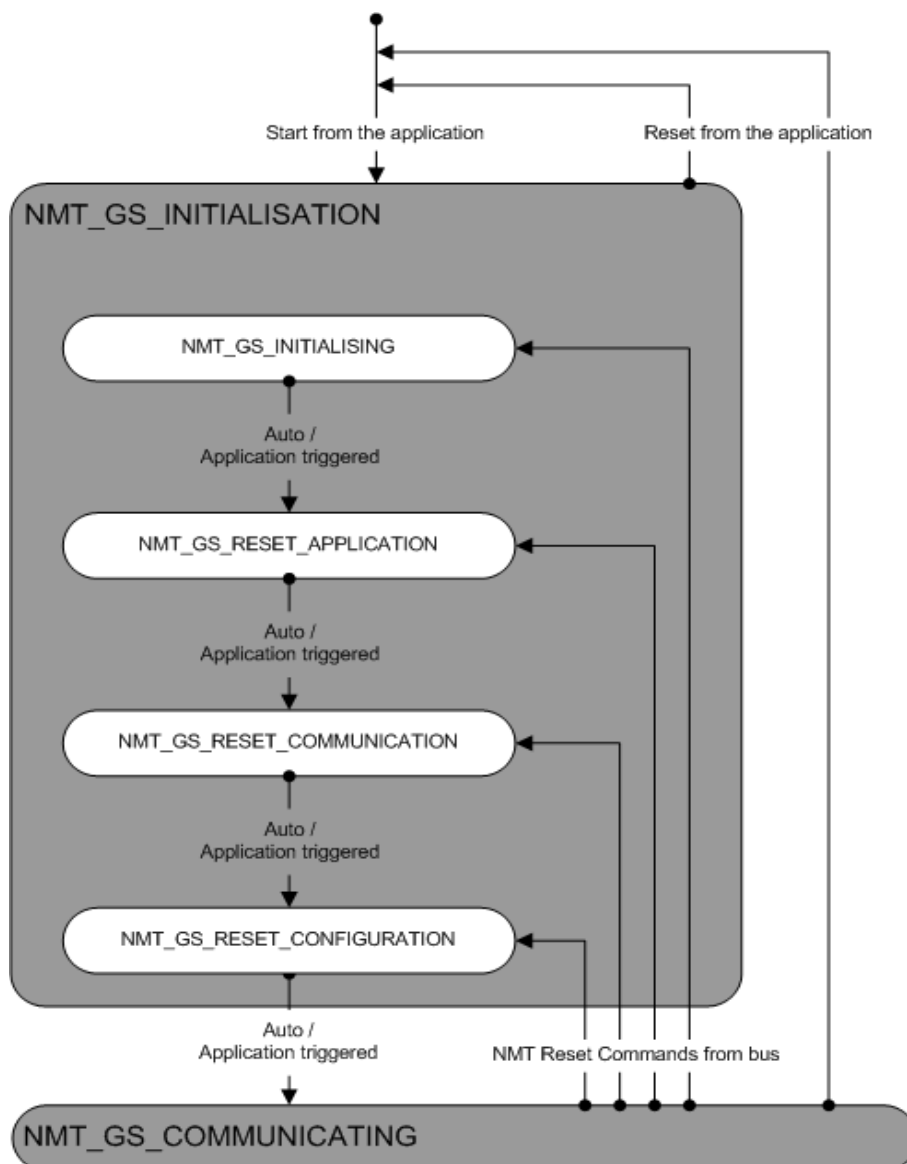 Start from the application
Reset from the application
NMT_GS_INITIALISATION
NMT_GS_INITIALISING
Auto /
Application triggered
NMT_GS_RESET_APPLICATION
Auto /
Application triggered
NMT_GS_RESET_COMMUNICATION
Auto /
Application triggered
NMT_GS_RESET_CONFIGURATION
Auto /
Application triggered
NMT Reset Commands from bus
NMT_GS_COMMUNICATING